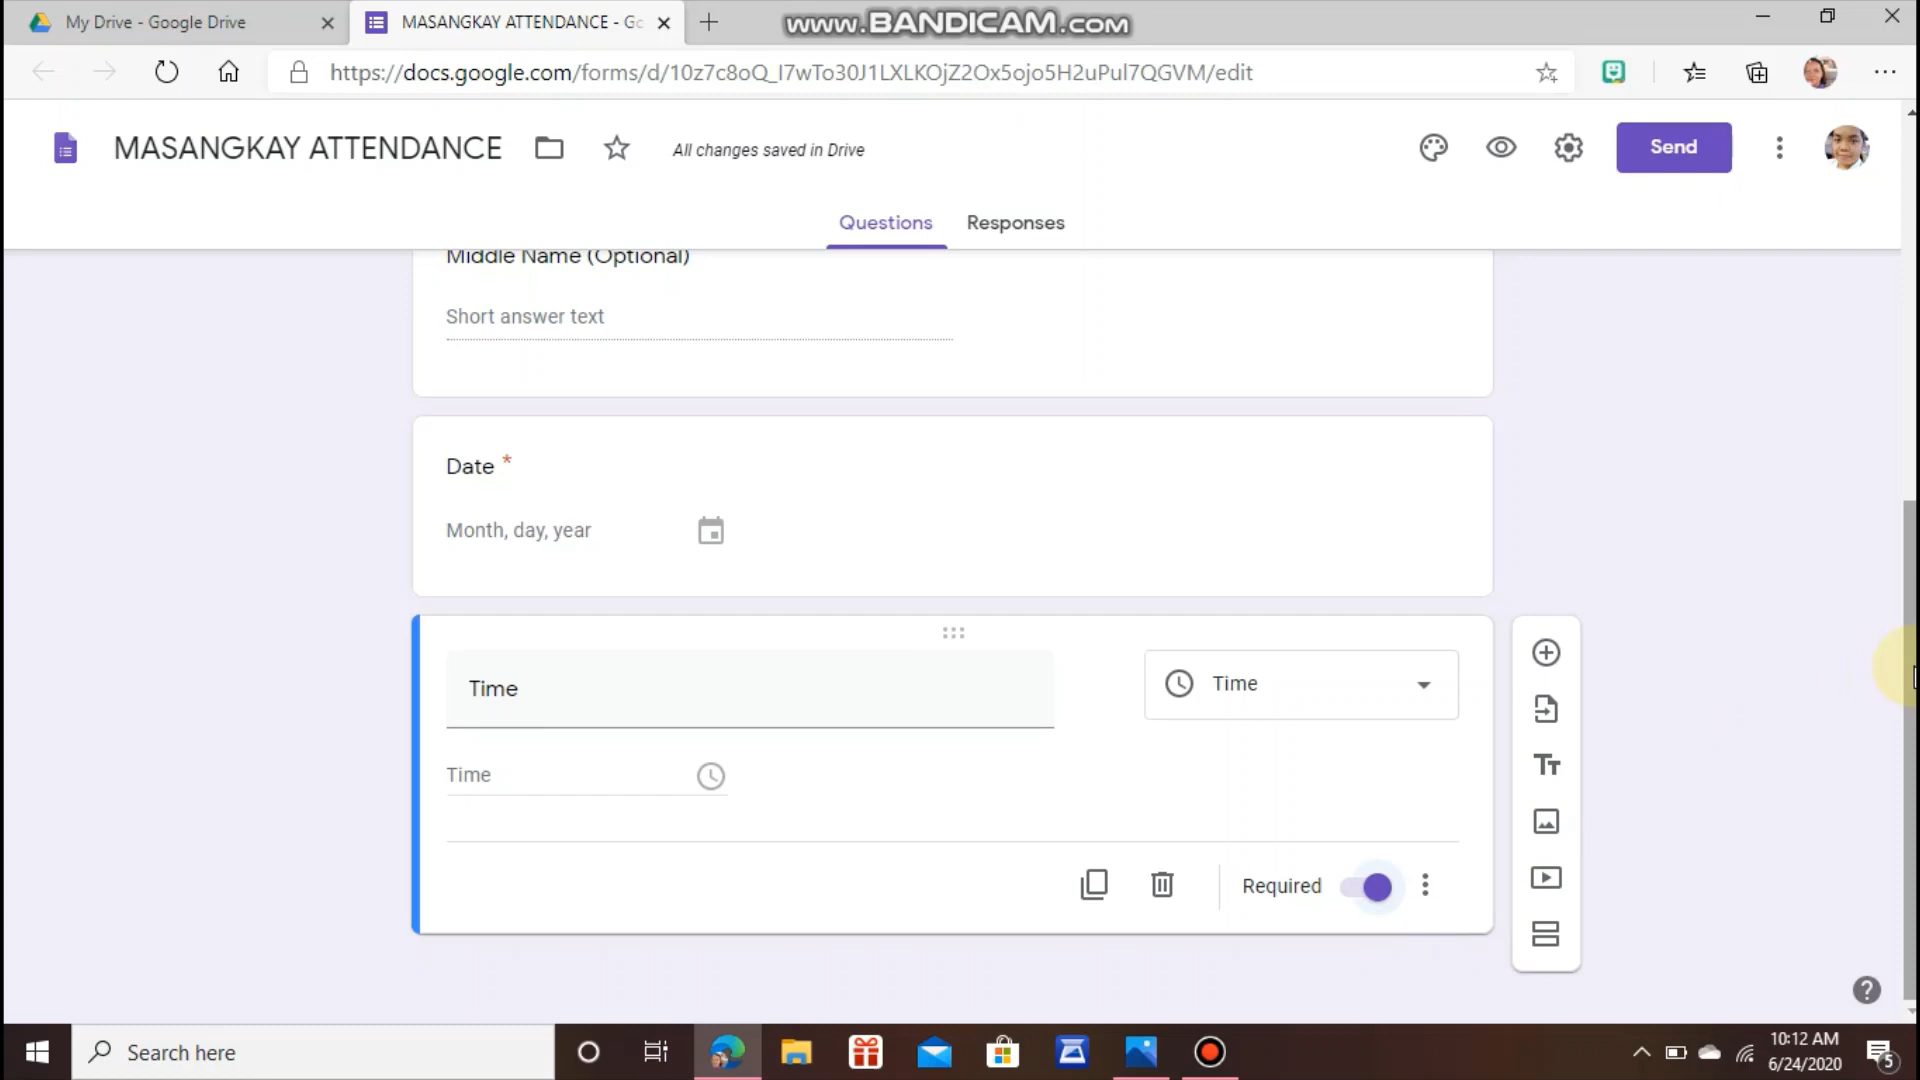 My Drive - Google Drive
MASANGKAY ATTENDANCE - Go
www.BANDICAM.com
https://docs.google.com/forms/d/10z7c8oQ_I7wTo30J1LXLKOjZ2Ox5ojo5H2uPul7QGVM/edit
MASANGKAY ATTENDANCE
All changes saved in Drive
Send
Questions
Responses
Middle Name (Optional)
Short answer text
Date *
Month, day, year
Time
Time
Time
Required
Search here
10:12 AM
6/24/2020
5